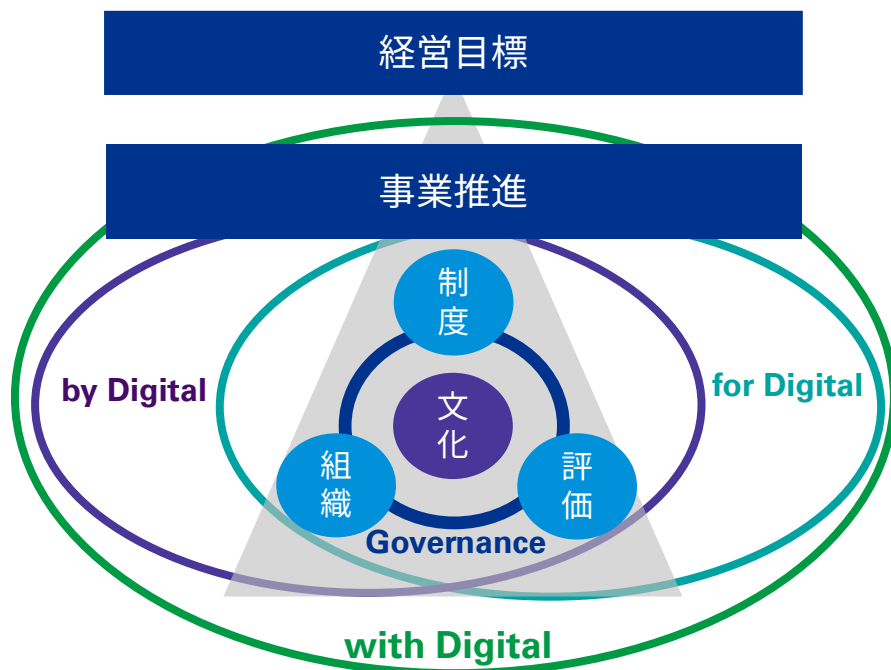 経営目標
事業推進
制
度
by Digital
for Digital
文
化
組
織
評
価
Governance
with Digital